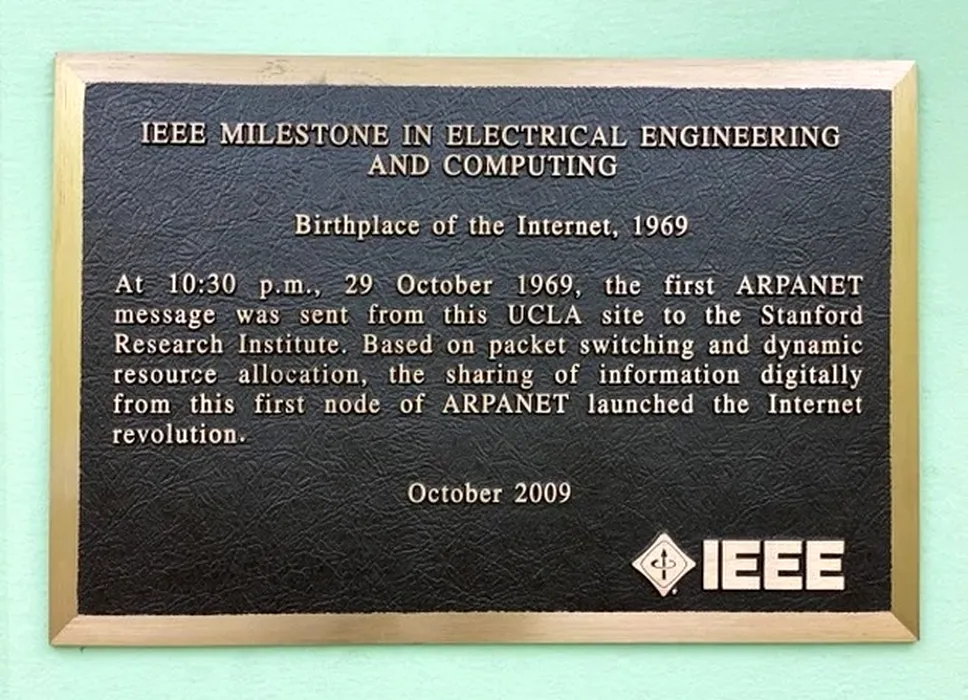 IEEE MILESTONE IN ELECTRICAL ENGINEERING
AND COMPUTING
Birthplace of the Internet, 1969
At 10:30 p.m., 29 October 1969, the first ARPANET
message was sent from this UCLA site to the Stanford
Research Institute. Based on packet switching and dynamic
resource allocation, the sharing of information digitally
from this first node of ARPANET launched the Internet
revolution.
October 2009
IEEE